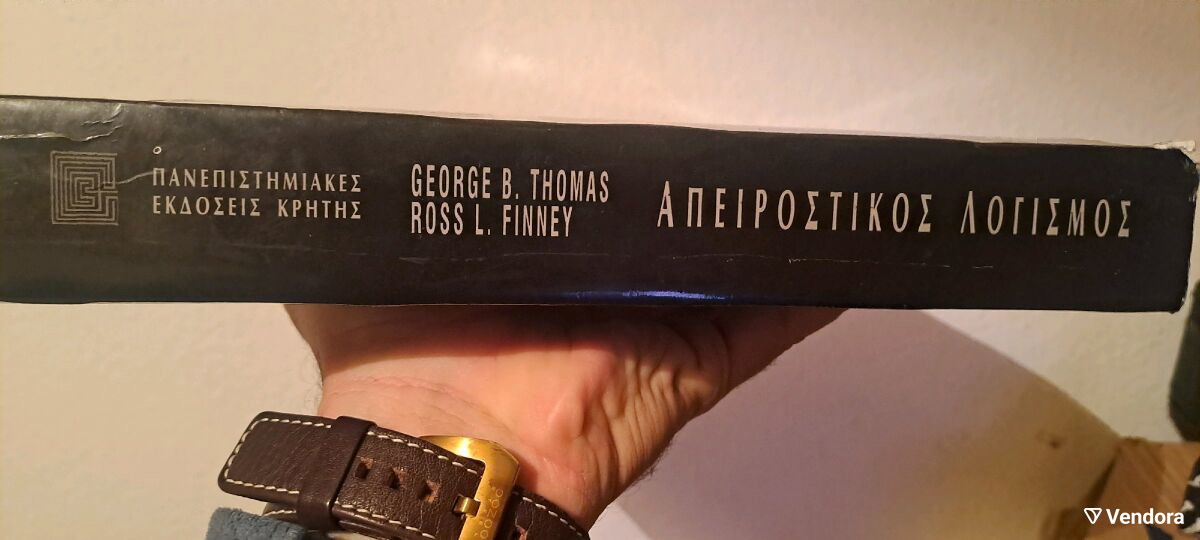 ΠΑΝΕΠΙΣΤΗΜΙΑΚΕΣ
ΕΚΔΟΣΕΙΣ ΚΡΗΤΗΣ
GEORGE B. THOMAS
ROSS L. FINNEY
ΑΠΕΙΡΟΣΤΙΚΟΣ ΛΟΓΙΣΜΟΣ
Vendora